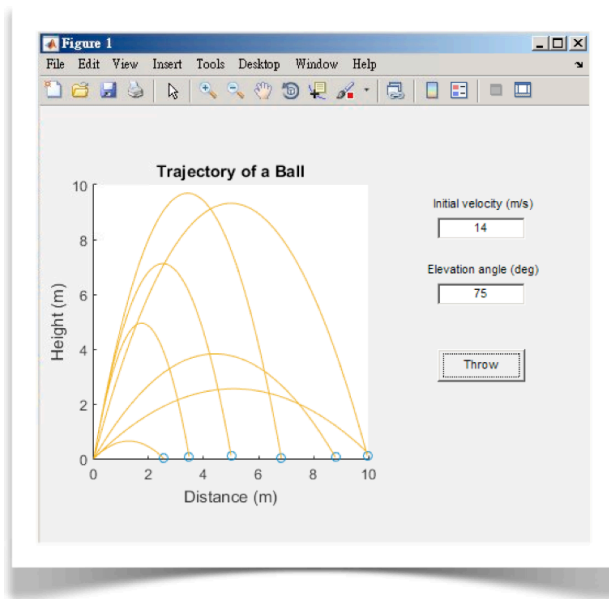 Figure 1
File Edit View Insert Tools Desktop Window Help
Trajectory of a Ball
10
8
6
4
2
0
Height (m)
0 2 4 6 8 10
Distance (m)
Initial velocity (m/s)
14
Elevation angle (deg)
75
Throw